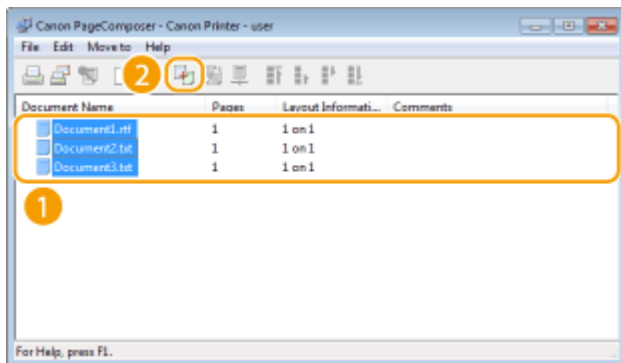 Canon PageComposer - Canon Printer - user
File Edit Move to Help
2
Document Name Pages Layout Informati... Comments
Document1.rtf 1 1 on 1
Document2.txt 1 1 on 1
Document3.txt 1 1 on 1
1
For Help, press F1.